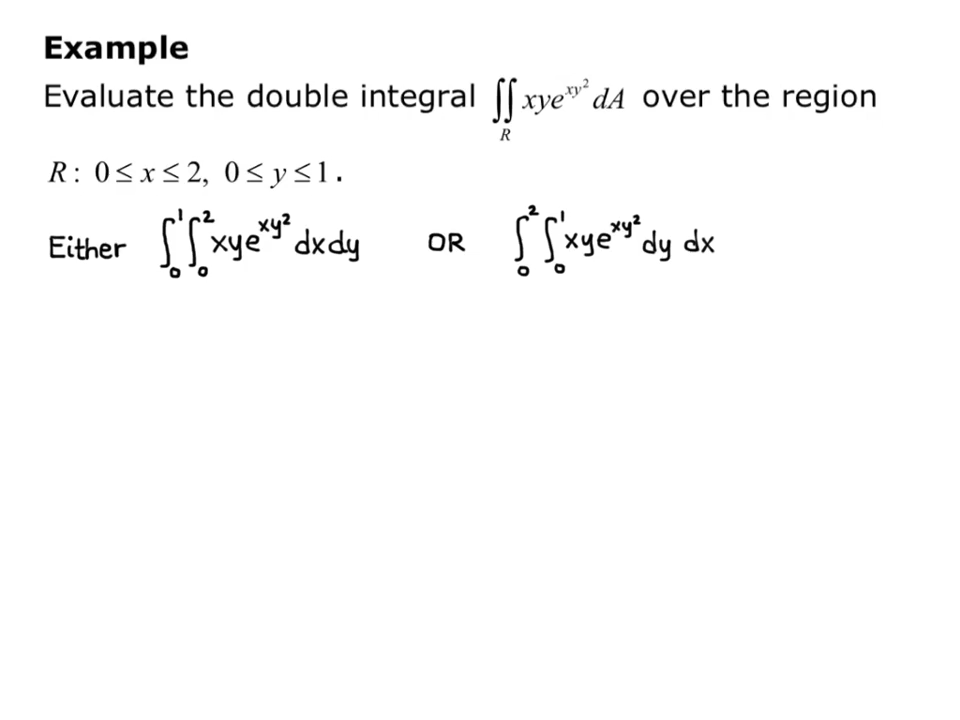 Example
Evaluate the double integral ∬_R xye^{xy²} dA over the region
R: 0 ≤ x ≤ 2, 0 ≤ y ≤ 1.
Either ∫₀¹∫₀² xye^{xy²} dxdy OR ∫₀²∫₀¹ xye^{xy²} dy dx